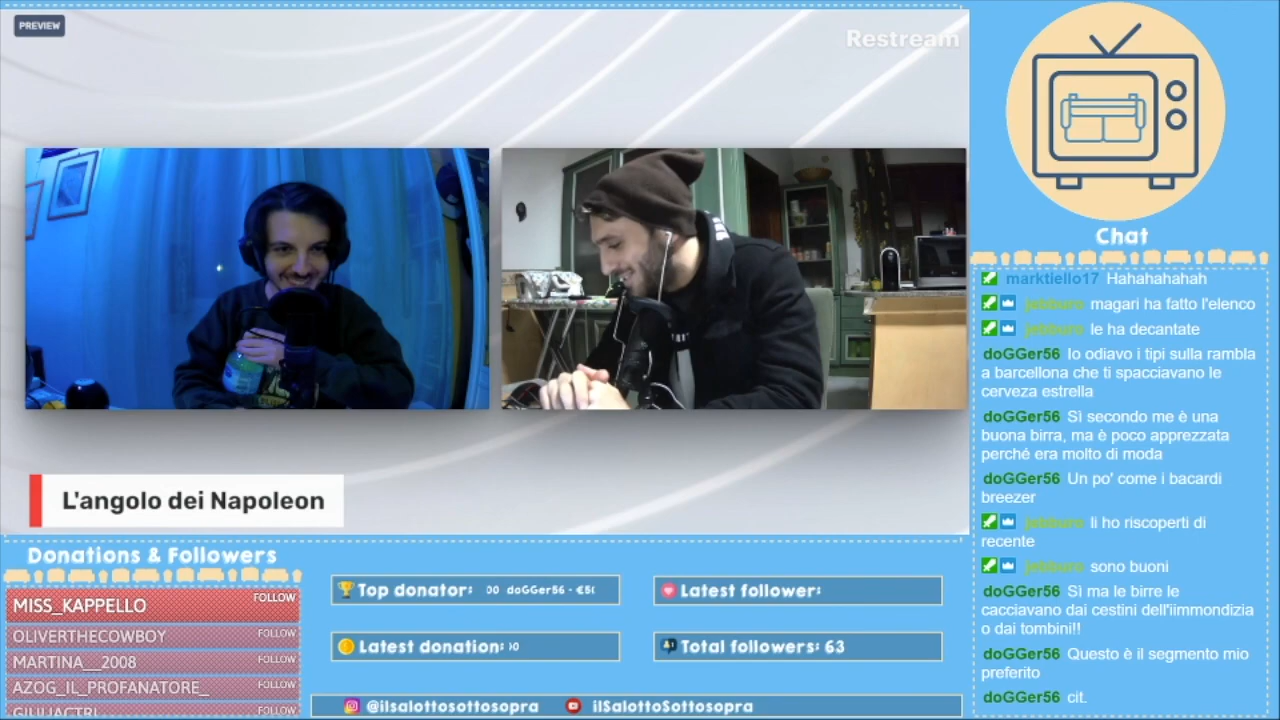 PREVIEW
Restream
L'angolo dei Napoleon
Chat
marktiello17 Hahahahahah
magari ha fatto l'elenco
le ha decantate
doGGer56 Io odiavo i tipi sulla rambla
a barcellona che ti spacciavano le
cerveza estrella
doGGer56 Sì secondo me è una
buona birra, ma è poco apprezzata
perché era molto di moda
doGGer56 Un po' come i bacardi
breezer
li ho riscoperti di
recente
sono buoni
doGGer56 Sì ma le birre le
cacciavano dai cestini dell'iimmondizia
o dai tombini!!
doGGer56 Questo è il segmento mio
preferito
doGGer56 cit.
Donations & Followers
MISS_KAPPELLO FOLLOW
OLIVERTHECOWBOY FOLLOW
MARTINA__2008 FOLLOW
AZOG_IL_PROFANATORE_ FOLLOW
FOLLOW
Top donator: doGGer56 - €5
Latest follower:
Latest donation:
Total followers: 63
@ilsalottosottosopra ilSalottoSottosopra